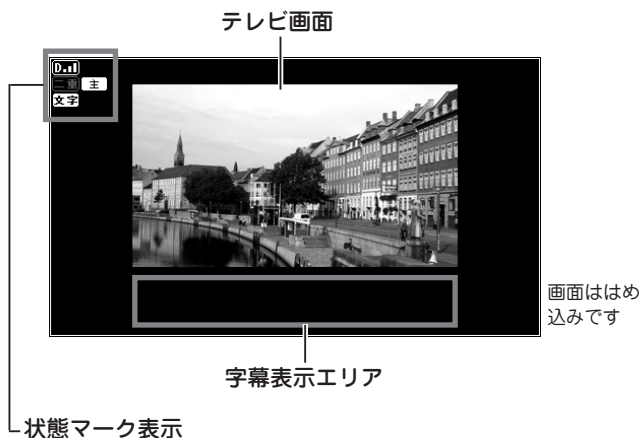 テレビ画面
D
二重 主
文字
画面ははめ
込みです
字幕表示エリア
状態マーク表示